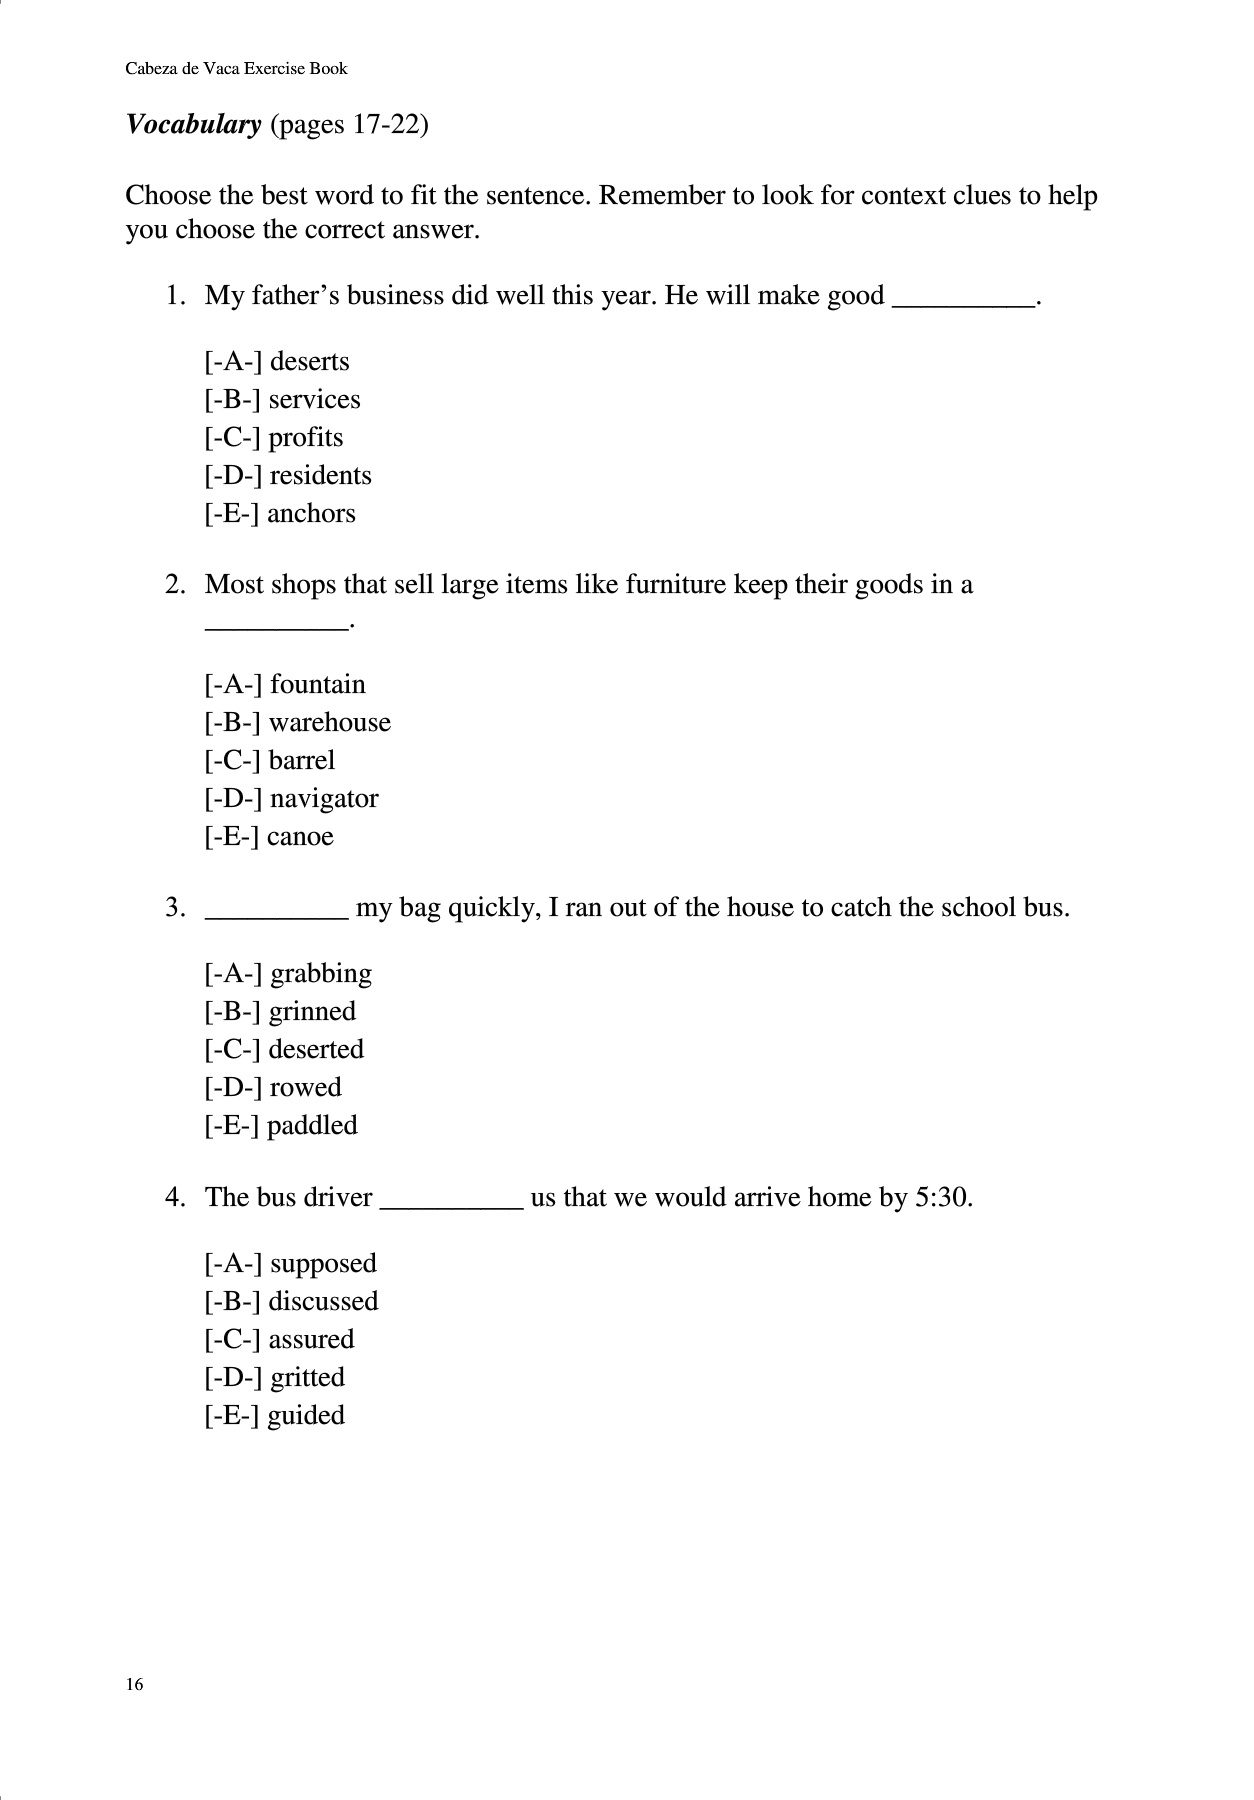 Cabeza de Vaca Exercise Book
Vocabulary (pages 17-22)
Choose the best word to fit the sentence. Remember to look for context clues to help
you choose the correct answer.
1. My father’s business did well this year. He will make good __________.
[-A-] deserts
[-B-] services
[-C-] profits
[-D-] residents
[-E-] anchors
2. Most shops that sell large items like furniture keep their goods in a
__________.
[-A-] fountain
[-B-] warehouse
[-C-] barrel
[-D-] navigator
[-E-] canoe
3. __________ my bag quickly, I ran out of the house to catch the school bus.
[-A-] grabbing
[-B-] grinned
[-C-] deserted
[-D-] rowed
[-E-] paddled
4. The bus driver __________ us that we would arrive home by 5:30.
[-A-] supposed
[-B-] discussed
[-C-] assured
[-D-] gritted
[-E-] guided
16